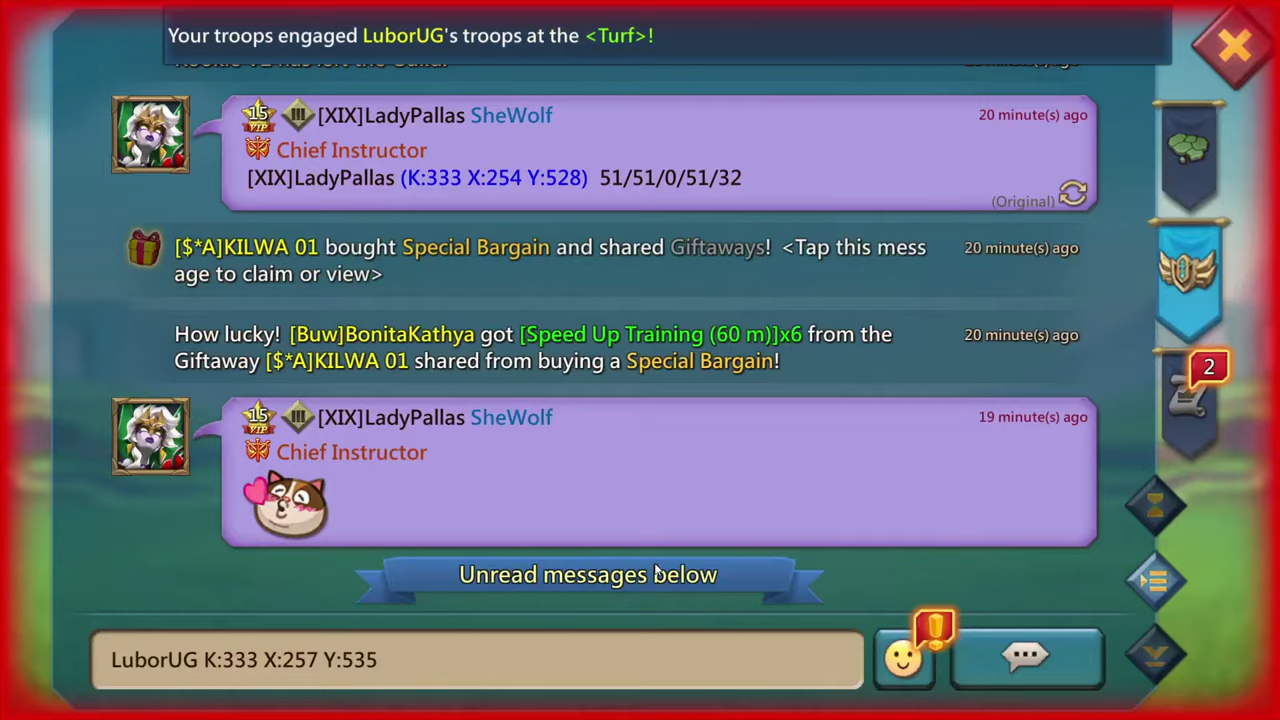 Your troops engaged LuborUG's troops at the <Turf>!
15 VIP III [XIX]LadyPallas SheWolf 20 minute(s) ago
Chief Instructor
[XIX]LadyPallas (K:333 X:254 Y:528) 51/51/0/51/32
(Original)
[$*A]KILWA 01 bought Special Bargain and shared Giftaways! <Tap this mess 20 minute(s) ago
age to claim or view>
How lucky! [Buw]BonitaKathya got [Speed Up Training (60 m)]x6 from the 20 minute(s) ago
Giftaway [$*A]KILWA 01 shared from buying a Special Bargain!
2
15 VIP III [XIX]LadyPallas SheWolf 19 minute(s) ago
Chief Instructor
Unread messages below
LuborUG K:333 X:257 Y:535